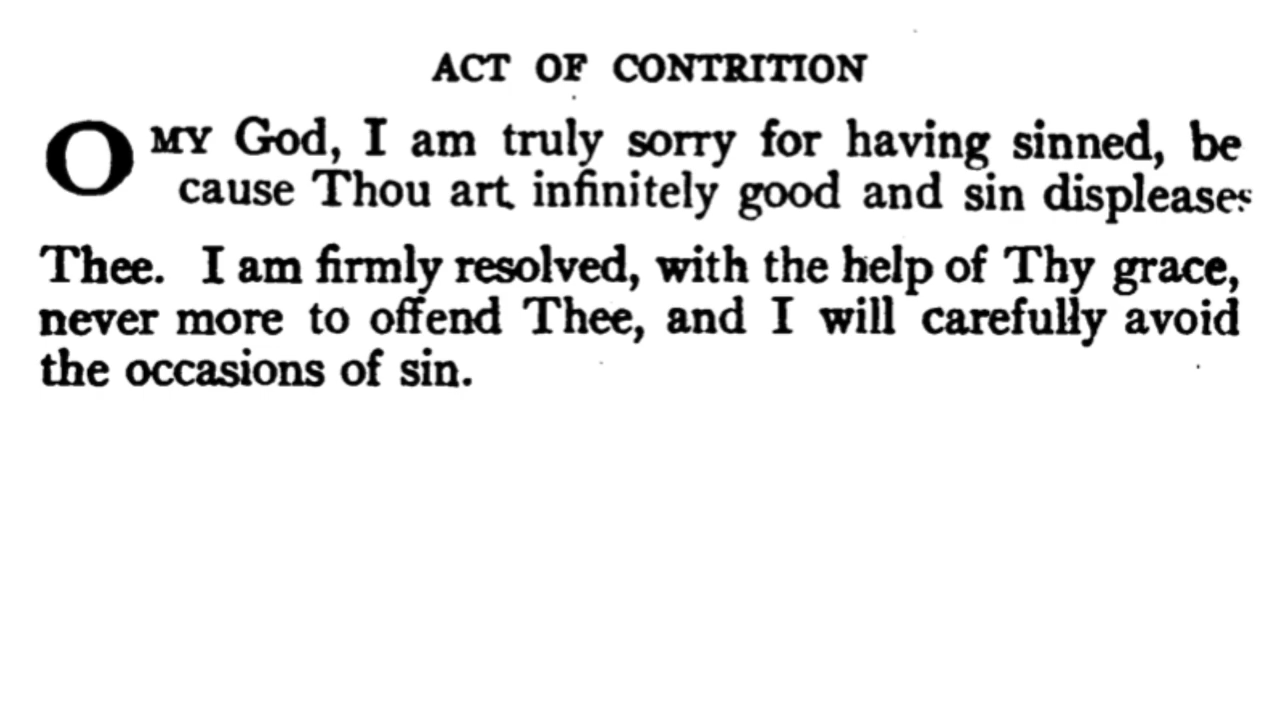 ACT OF CONTRITION
O MY God, I am truly sorry for having sinned, be
cause Thou art infinitely good and sin displeases
Thee. I am firmly resolved, with the help of Thy grace,
never more to offend Thee, and I will carefully avoid
the occasions of sin.